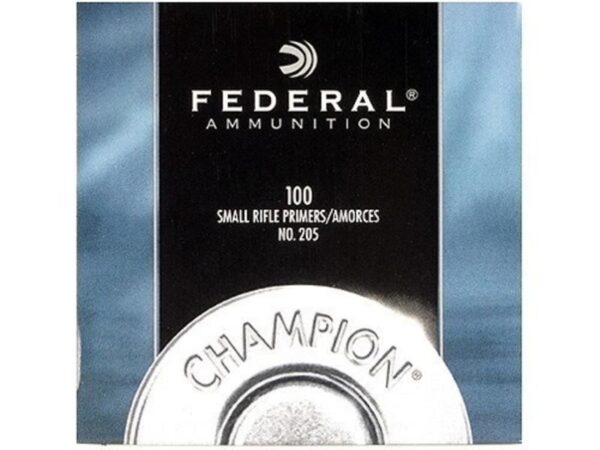 FEDERAL®
AMMUNITION
100
SMALL RIFLE PRIMERS/AMORCES
NO. 205
CHAMPION®